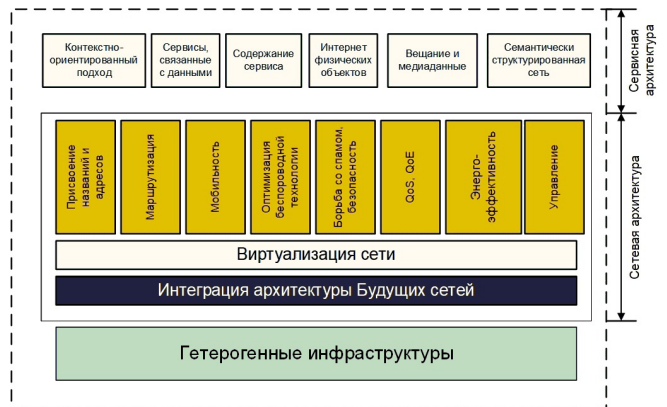 Контекстно-
ориентированный
подход
Сервисы,
связанные
с данными
Содержание
сервиса
Интернет
физических
объектов
Вещание и
медиаданные
Семантически
структурированная
сеть
Сервисная
архитектура
Присвоение
названий и
адресов
Маршрутизация
Мобильность
Оптимизация
беспороводной
технологии
Борьба со спамом,
безопасность
QoS, QoE
Энерго-
эффективность
Управление
Сетевая архитектура
Виртуализация сети
Интеграция архитектуры Будущих сетей
Гетерогенные инфраструктуры